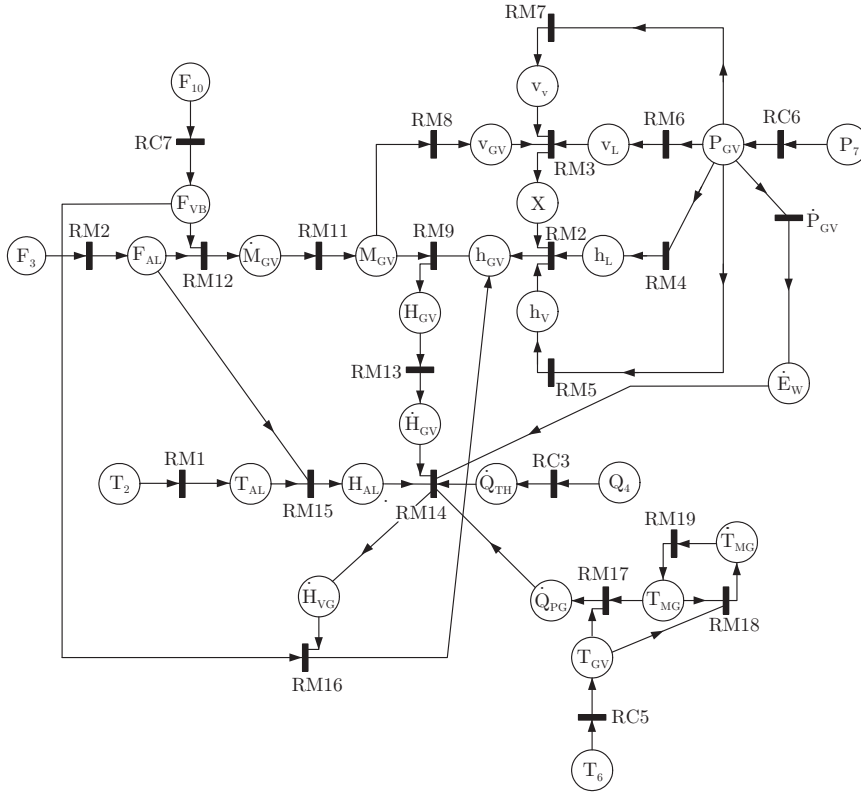 RM7
F10
vv
RM8
RM6
RC6
RC7
vGV
vL
PGV
P7
RM3
FVB
X
RM2
RM11
RM9
RM2
ṖGV
F3
FAL
ṀGV
MGV
hGV
hL
RM12
RM4
HGV
hV
RM13
RM5
ĖW
ḢGV
RM1
RC3
T2
TAL
HAL
Q̇TH
Q4
RM15
RM14
RM19
ṪMG
RM17
ḢVG
Q̇PG
TMG
RM18
TGV
RM16
RC5
T6